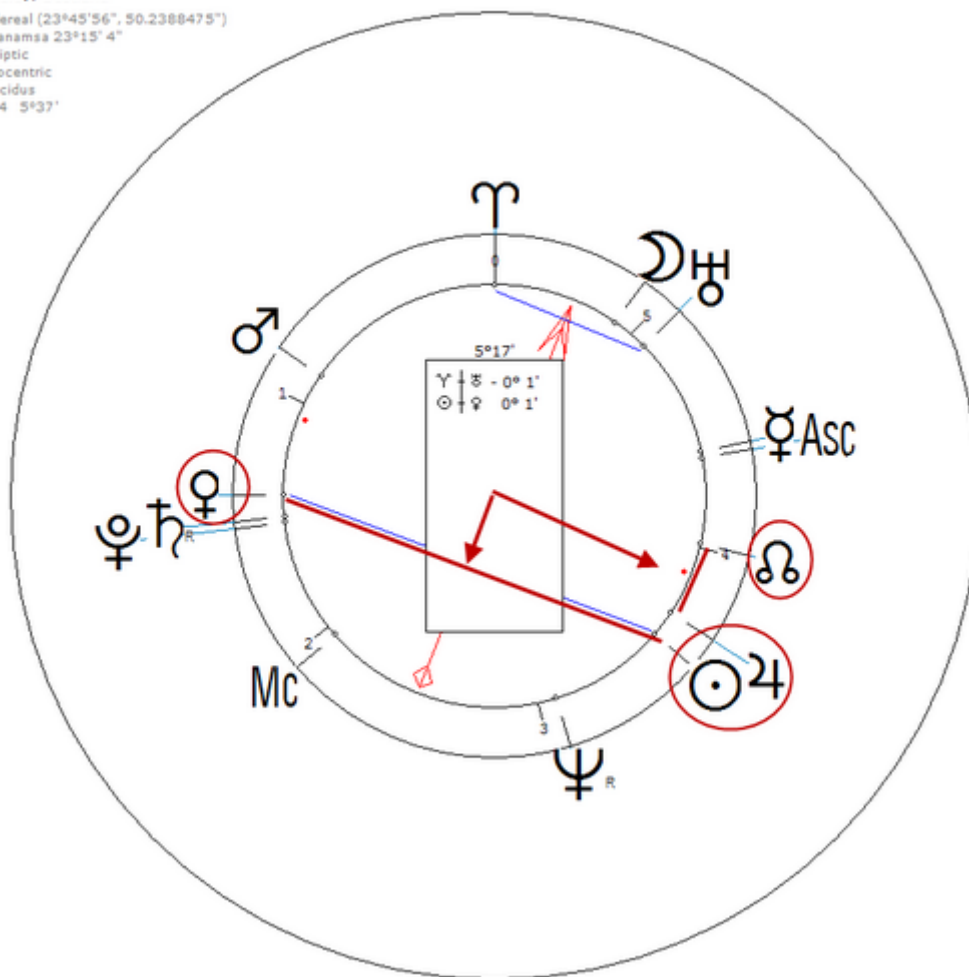 ereal (23°45'56", 50.2388475")
anamsa 23°15' 4"
iptic
ocentric
cidus
4 5°37'
♈
0
☽ ♅
5
♂
5°17'
♈ ♅ - 0° 1'
☉ ♀ 0° 1'
1
☿ Asc
♀
♇ ♄ R
4 ☊
2
Mc
☉ ♃
3
♆ R